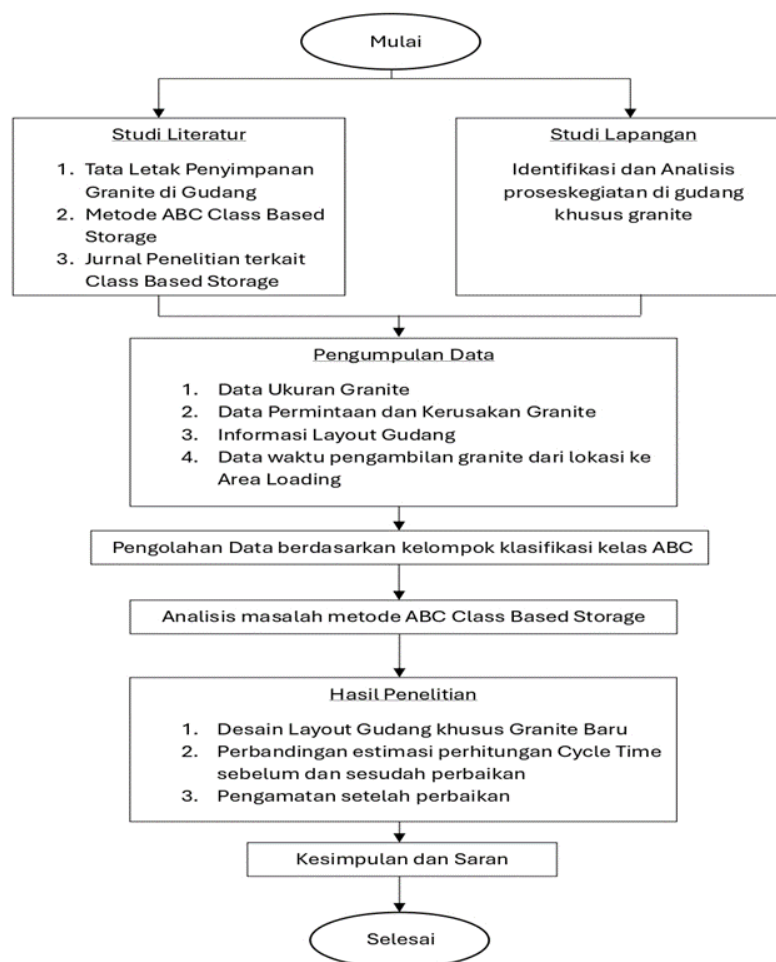 Mulai
Studi Literatur
1. Tata Letak Penyimpanan
Granite di Gudang
2. Metode ABC Class Based
Storage
3. Jurnal Penelitian terkait
Class Based Storage
Studi Lapangan
Identifikasi dan Analisis
proseskegiatan di gudang
khusus granite
Pengumpulan Data
1. Data Ukuran Granite
2. Data Permintaan dan Kerusakan Granite
3. Informasi Layout Gudang
4. Data waktu pengambilan granite dari lokasi ke
Area Loading
Pengolahan Data berdasarkan kelompok klasifikasi kelas ABC
Analisis masalah metode ABC Class Based Storage
Hasil Penelitian
1. Desain Layout Gudang khusus Granite Baru
2. Perbandingan estimasi perhitungan Cycle Time
sebelum dan sesudah perbaikan
3. Pengamatan setelah perbaikan
Kesimpulan dan Saran
Selesai